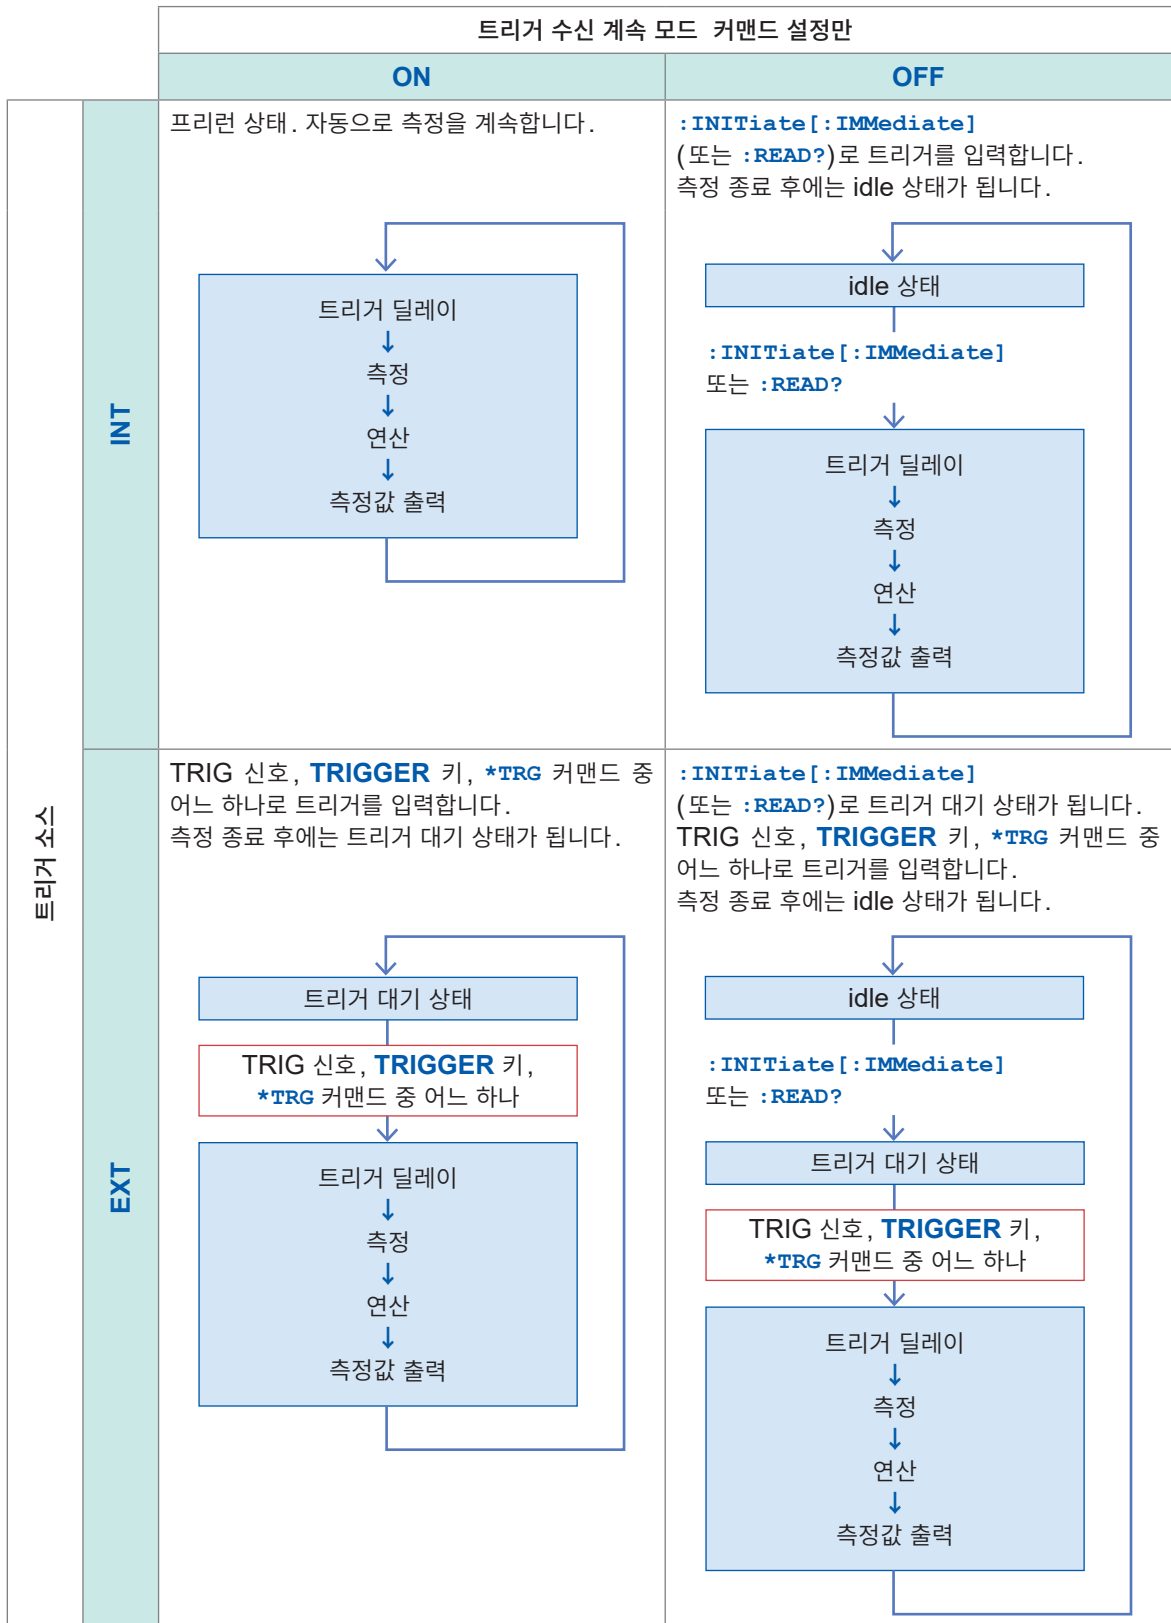 트리거 수신 계속 모드 커맨드 설정만
ON
OFF
트리거 소스
INT
프리런 상태. 자동으로 측정을 계속합니다.
트리거 딜레이
↓
측정
↓
연산
↓
측정값 출력
:INITiate[:IMMediate]
(또는 :READ?)로 트리거를 입력합니다.
측정 종료 후에는 idle 상태가 됩니다.
idle 상태
:INITiate[:IMMediate]
또는 :READ?
트리거 딜레이
↓
측정
↓
연산
↓
측정값 출력
EXT
TRIG 신호, TRIGGER 키, *TRG 커맨드 중
어느 하나로 트리거를 입력합니다.
측정 종료 후에는 트리거 대기 상태가 됩니다.
트리거 대기 상태
TRIG 신호, TRIGGER 키,
*TRG 커맨드 중 어느 하나
트리거 딜레이
↓
측정
↓
연산
↓
측정값 출력
:INITiate[:IMMediate]
(또는 :READ?)로 트리거 대기 상태가 됩니다.
TRIG 신호, TRIGGER 키, *TRG 커맨드 중
어느 하나로 트리거를 입력합니다.
측정 종료 후에는 idle 상태가 됩니다.
idle 상태
:INITiate[:IMMediate]
또는 :READ?
트리거 대기 상태
TRIG 신호, TRIGGER 키,
*TRG 커맨드 중 어느 하나
트리거 딜레이
↓
측정
↓
연산
↓
측정값 출력